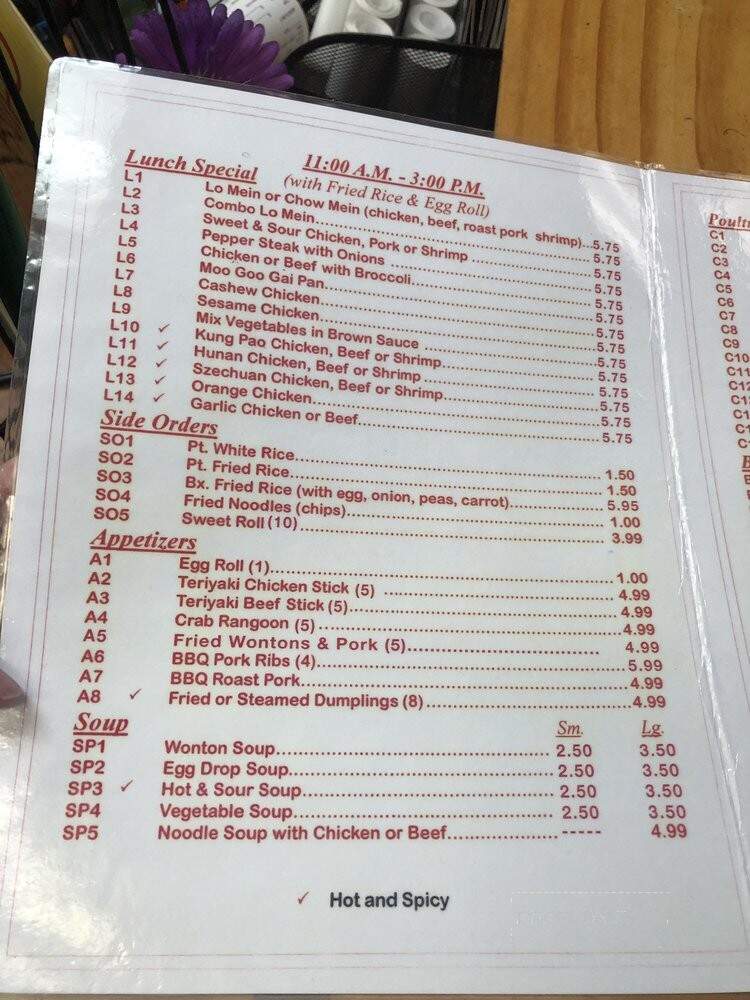 Lunch Special 11:00 A.M. - 3:00 P.M.
(with Fried Rice & Egg Roll)
L1 Lo Mein or Chow Mein (chicken, beef, roast pork shrimp)...5.75
L2 Combo Lo Mein 5.75
L3 Sweet & Sour Chicken, Pork or Shrimp 5.75
L4 Pepper Steak with Onions 5.75
L5 Chicken or Beef with Broccoli 5.75
L6 Moo Goo Gai Pan 5.75
L7 Cashew Chicken 5.75
L8 Sesame Chicken 5.75
L9 Mix Vegetables in Brown Sauce 5.75
L10 ✓ Kung Pao Chicken, Beef or Shrimp 5.75
L11 ✓ Hunan Chicken, Beef or Shrimp 5.75
L12 ✓ Szechuan Chicken, Beef or Shrimp 5.75
L13 ✓ Orange Chicken 5.75
L14 ✓ Garlic Chicken or Beef 5.75
Side Orders
SO1 Pt. White Rice 1.50
SO2 Pt. Fried Rice 1.50
SO3 Bx. Fried Rice (with egg, onion, peas, carrot) 5.95
SO4 Fried Noodles (chips) 1.00
SO5 Sweet Roll (10) 3.99
Appetizers
A1 Egg Roll (1) 1.00
A2 Teriyaki Chicken Stick (5) 4.99
A3 Teriyaki Beef Stick (5) 4.99
A4 Crab Rangoon (5) 4.99
A5 Fried Wontons & Pork (5) 4.99
A6 BBQ Pork Ribs (4) 5.99
A7 BBQ Roast Pork 4.99
A8 ✓ Fried or Steamed Dumplings (8) 4.99
Soup Sm. Lg.
SP1 Wonton Soup 2.50 3.50
SP2 Egg Drop Soup 2.50 3.50
SP3 ✓ Hot & Sour Soup 2.50 3.50
SP4 Vegetable Soup 2.50 3.50
SP5 Noodle Soup with Chicken or Beef ----- 4.99
✓ Hot and Spicy
C1
C2
C3
C4
C5
C6
C7
C8
C9
C10
C11